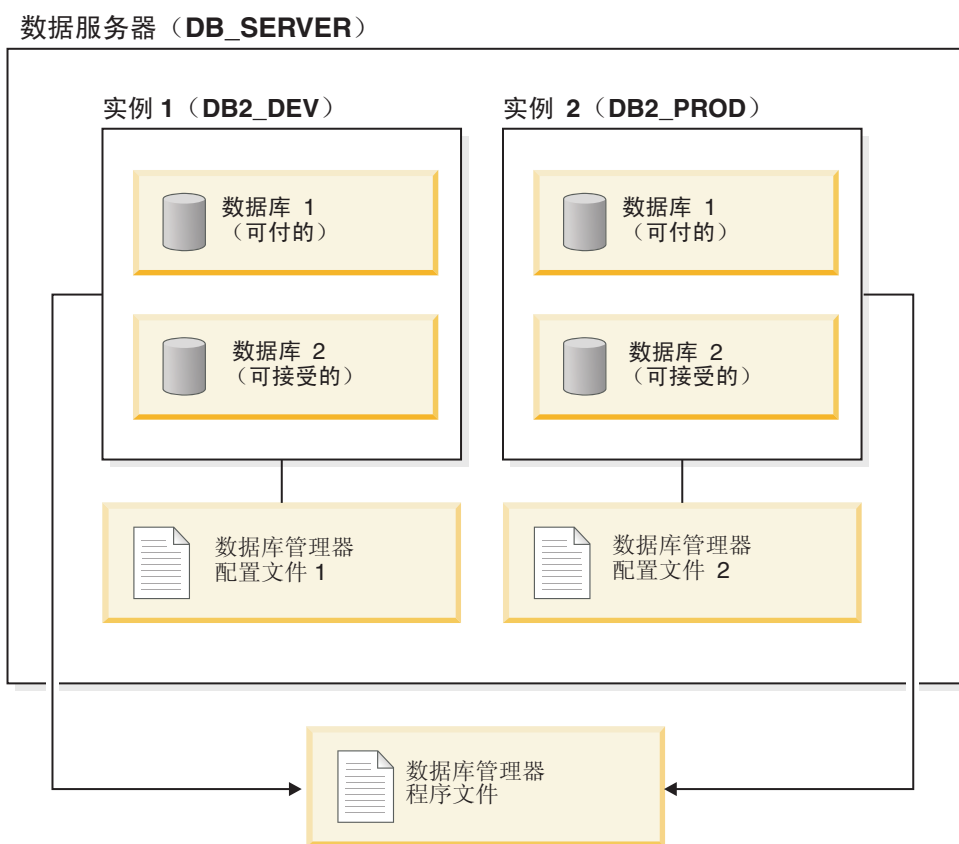 数据服务器（DB_SERVER）
实例 1（DB2_DEV）
数据库 1
（可付的）
数据库 2
（可接受的）
数据库管理器
配置文件 1
实例 2（DB2_PROD）
数据库 1
（可付的）
数据库 2
（可接受的）
数据库管理器
配置文件 2
数据库管理器
程序文件